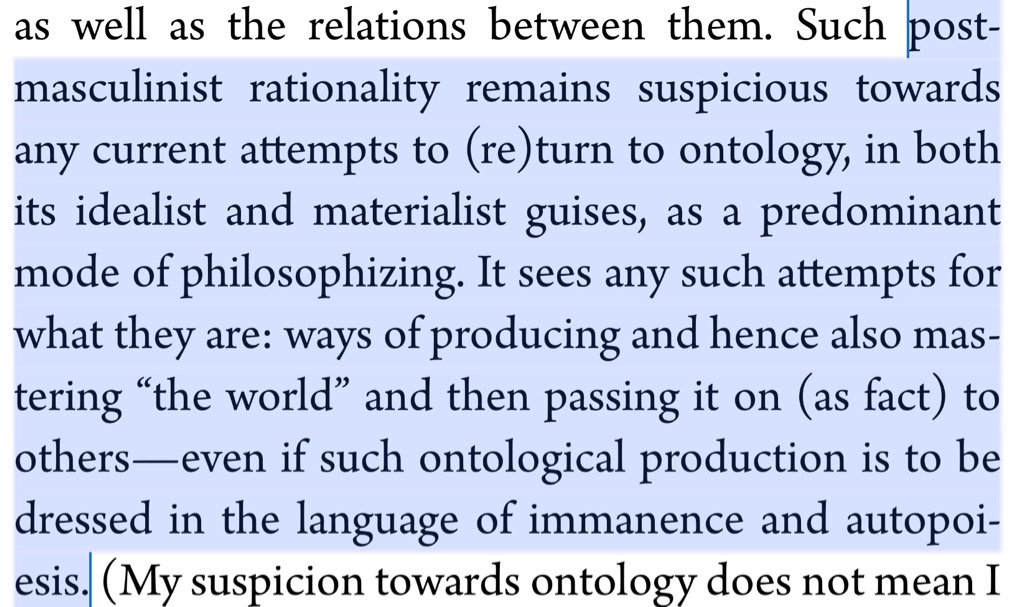 as well as the relations between them. Such post-
masculinist rationality remains suspicious towards
any current attempts to (re)turn to ontology, in both
its idealist and materialist guises, as a predominant
mode of philosophizing. It sees any such attempts for
what they are: ways of producing and hence also mas-
tering “the world” and then passing it on (as fact) to
others—even if such ontological production is to be
dressed in the language of immanence and autopoi-
esis. (My suspicion towards ontology does not mean I